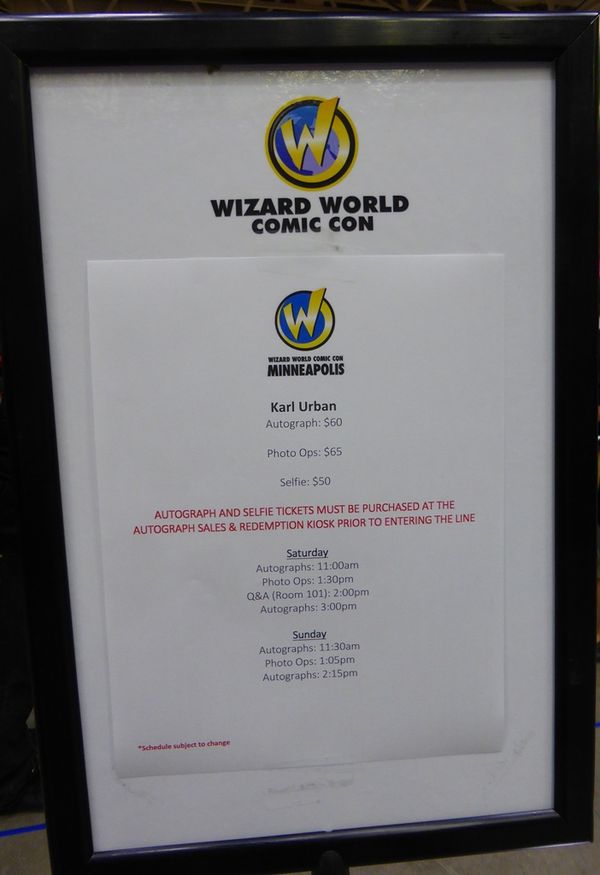 W
WIZARD WORLD
COMIC CON
W
WIZARD WORLD COMIC CON
MINNEAPOLIS
Karl Urban
Autograph: $60
Photo Ops: $65
Selfie: $50
AUTOGRAPH AND SELFIE TICKETS MUST BE PURCHASED AT THE
AUTOGRAPH SALES & REDEMPTION KIOSK PRIOR TO ENTERING THE LINE
Saturday
Autographs: 11:00am
Photo Ops: 1:30pm
Q&A (Room 101): 2:00pm
Autographs: 3:00pm
Sunday
Autographs: 11:30am
Photo Ops: 1:05pm
Autographs: 2:15pm
*Schedule subject to change